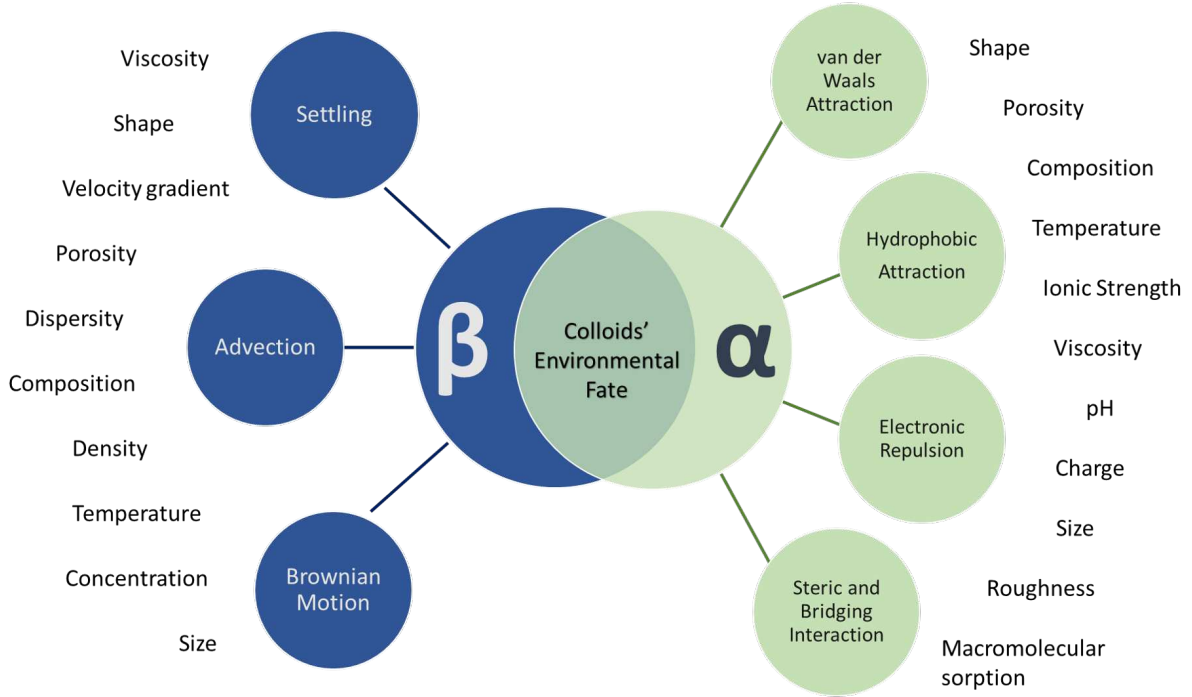 Viscosity
Shape
Velocity gradient
Porosity
Dispersity
Composition
Density
Temperature
Concentration
Size
Settling
Advection
Brownian
Motion
β
Colloids’
Environmental
Fate
α
van der
Waals
Attraction
Hydrophobic
Attraction
Electronic
Repulsion
Steric and
Bridging
Interaction
Shape
Porosity
Composition
Temperature
Ionic Strength
Viscosity
pH
Charge
Size
Roughness
Macromolecular
sorption